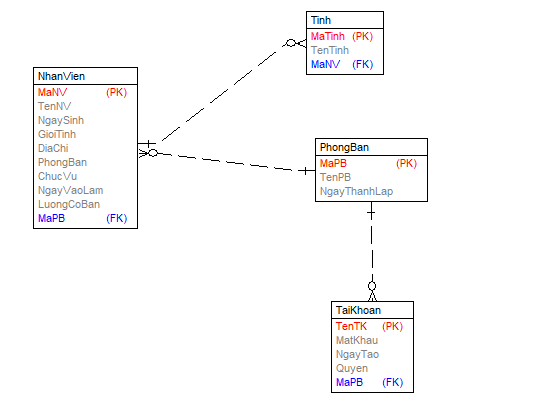 Tinh
MaTinh (PK)
TenTinh
MaNV (FK)
NhanVien
MaNV (PK)
TenNV
NgaySinh
GioiTinh
DiaChi
PhongBan
ChucVu
NgayVaoLam
LuongCoBan
MaPB (FK)
PhongBan
MaPB (PK)
TenPB
NgayThanhLap
TaiKhoan
TenTK (PK)
MatKhau
NgayTao
Quyen
MaPB (FK)